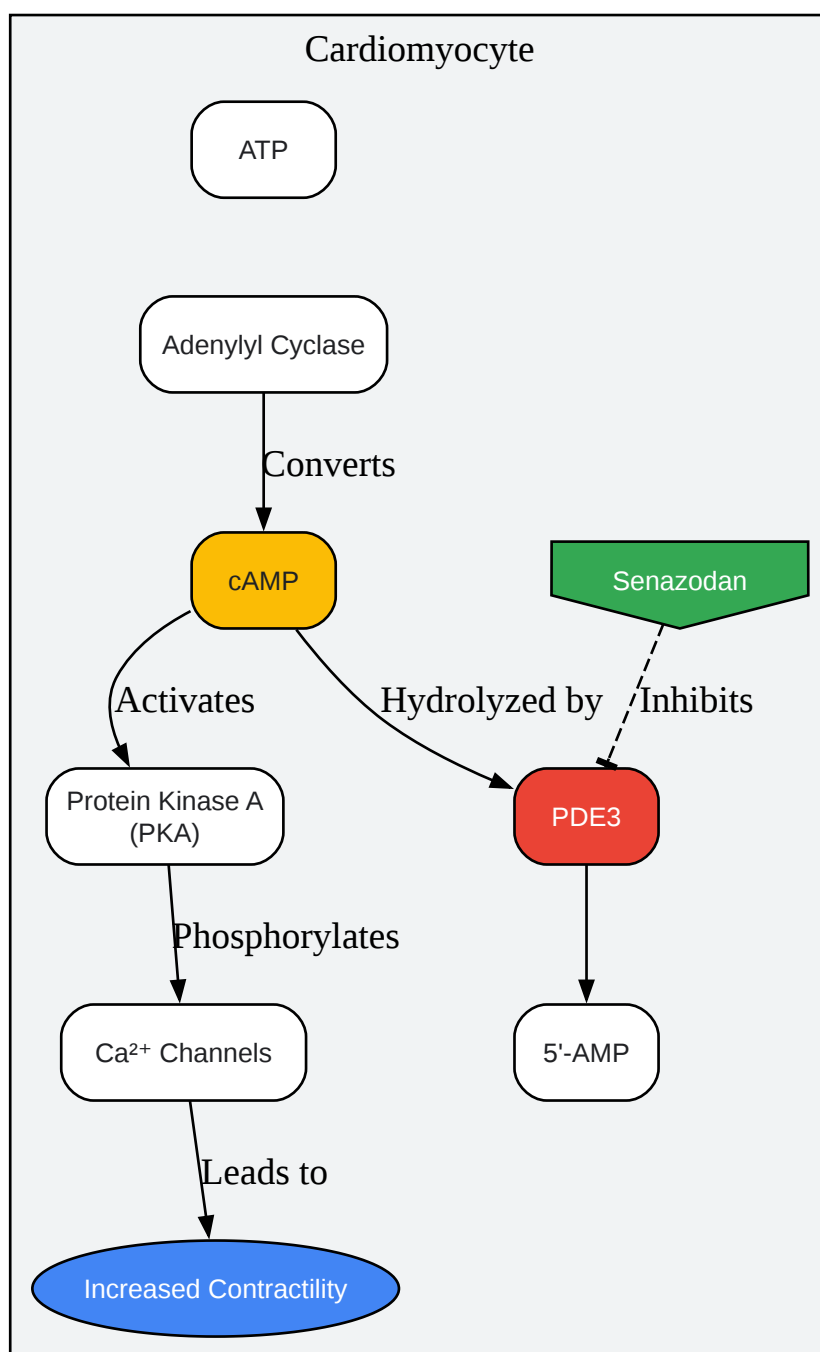 Cardiomyocyte
ATP
Adenylyl Cyclase
Converts
cAMP
Senazodan
Activates
Hydrolyzed by
Inhibits
Protein Kinase A
(PKA)
PDE3
Phosphorylates
Ca²⁺ Channels
5'-AMP
Leads to
Increased Contractility